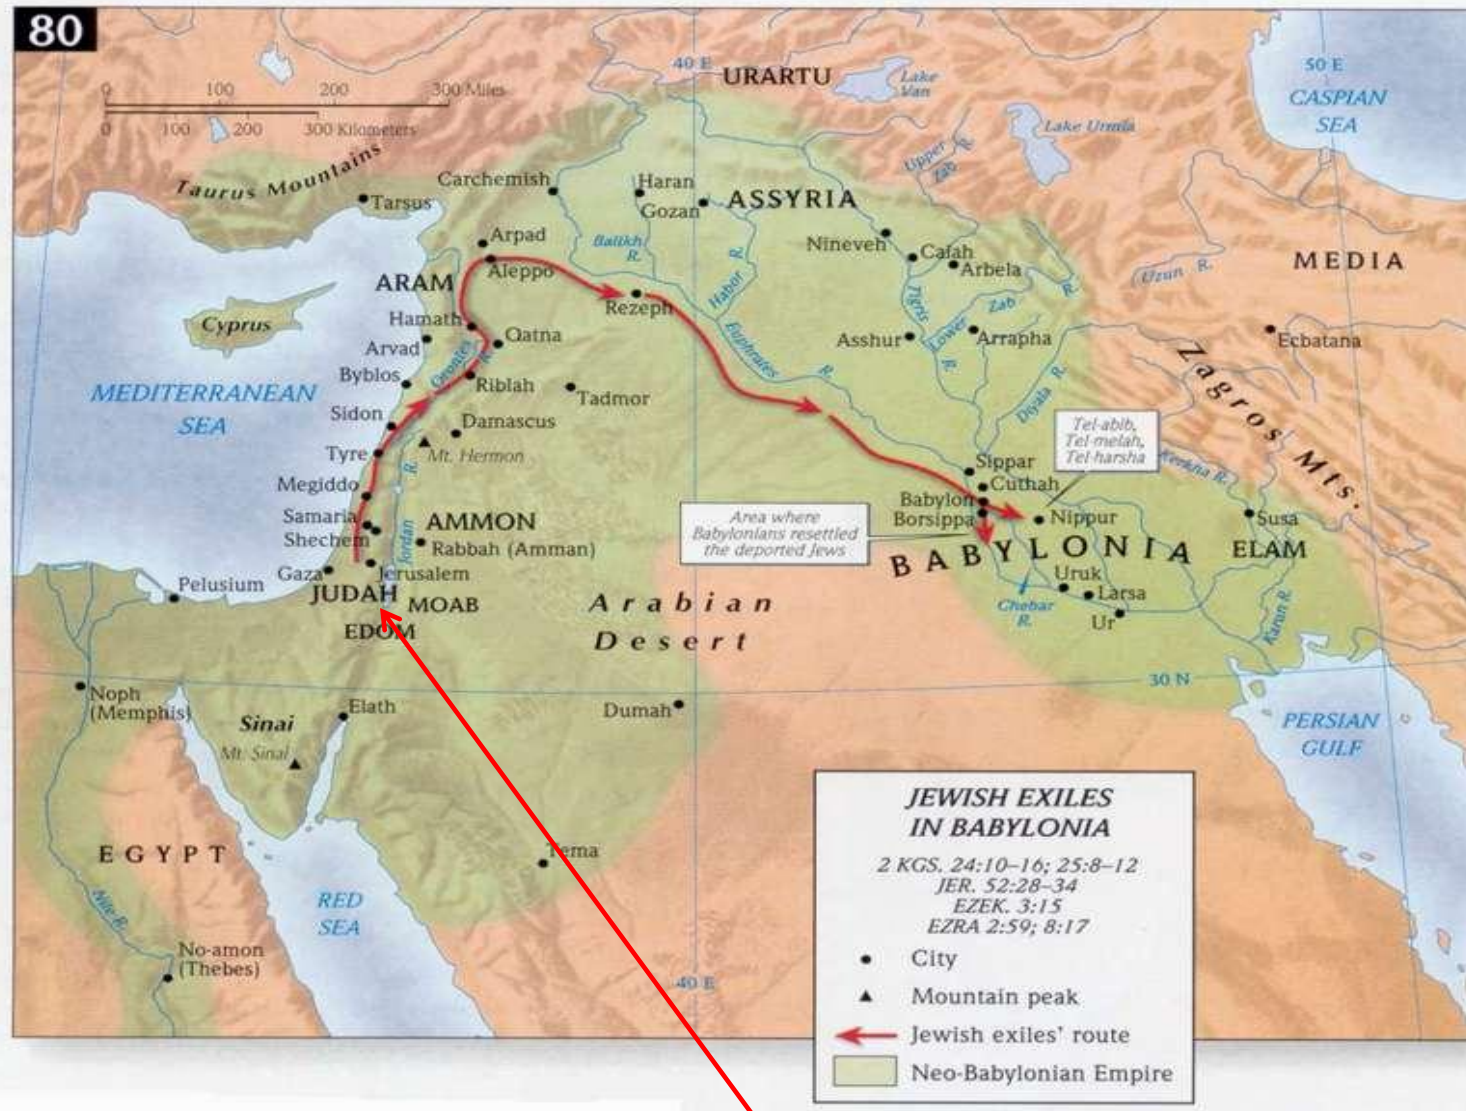 80
40 E
URARTU
Lake
Van
50 E
CASPIAN
SEA
0 100 200 300 Miles
0 100 200 300 Kilometers
Lake Urmia
Upper
Zab R.
Taurus Mountains
Tarsus
Carchemish
Haran
Gozan
ASSYRIA
Balikh
R.
Habor R.
Nineveh
Calah
Arbela
Uzun R.
MEDIA
Arpad
Aleppo
ARAM
Rezeph
Tigris
R.
Lower Zab
R.
Cyprus
Hamath
Arvad
Qatna
Orontes
R.
Euphrates
R.
Asshur
Arrapha
Ecbatana
Zagros Mts.
MEDITERRANEAN
SEA
Byblos
Riblah
Tadmor
Diyala R.
Sidon
Damascus
Tyre
Mt. Hermon
Tel-abib,
Tel-melah,
Tel-harsha
Kerkha R.
Megiddo
Sippar
Cuthah
Samaria
Shechem
AMMON
Rabbah (Amman)
Jordan
R.
Area where
Babylonians resettled
the deported Jews
Babylon
Borsippa
Nippur
Susa
ELAM
BABYLONIA
Pelusium
Gaza
Jerusalem
JUDAH
MOAB
EDOM
Arabian
Desert
Chebar
R.
Uruk
Larsa
Ur
Karun R.
30 N
Noph
(Memphis)
Sinai
Mt. Sinai
Elath
Dumah
PERSIAN
GULF
EGYPT
Tema
Nile R.
RED
SEA
No-amon
(Thebes)
40 E
JEWISH EXILES
IN BABYLONIA
2 KGS. 24:10–16; 25:8–12
JER. 52:28–34
EZEK. 3:15
EZRA 2:59; 8:17
City
Mountain peak
Jewish exiles' route
Neo-Babylonian Empire